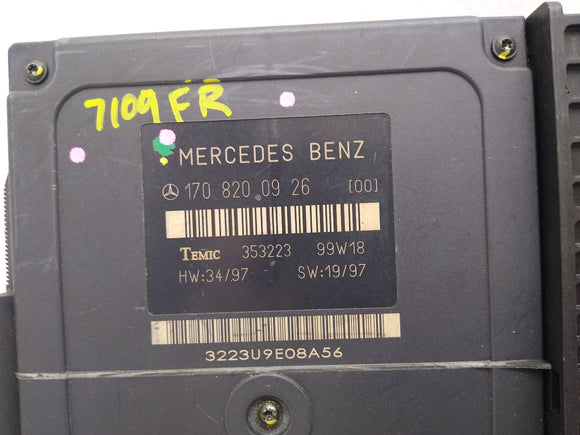 7109 FR
MERCEDES BENZ
170 820 09 26 [00]
TEMIC 353223 99W18
HW:34/97 SW:19/97
3223U9E08A56